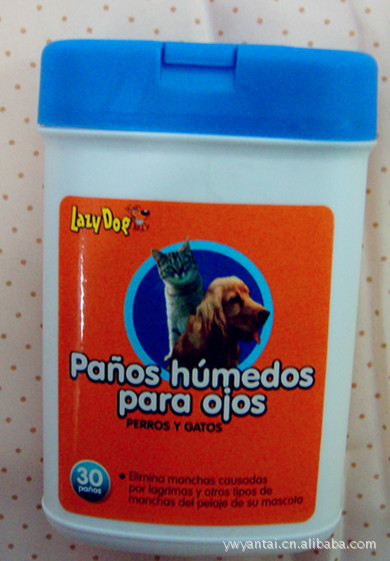 Lazy Dog
Paños húmedos
para ojos
PERROS Y GATOS
30
paños
• Elimina manchas causadas
por lagrimas y otros tipos de
manchas del pelaje de su mascota
ywyantai.cn.alibaba.com